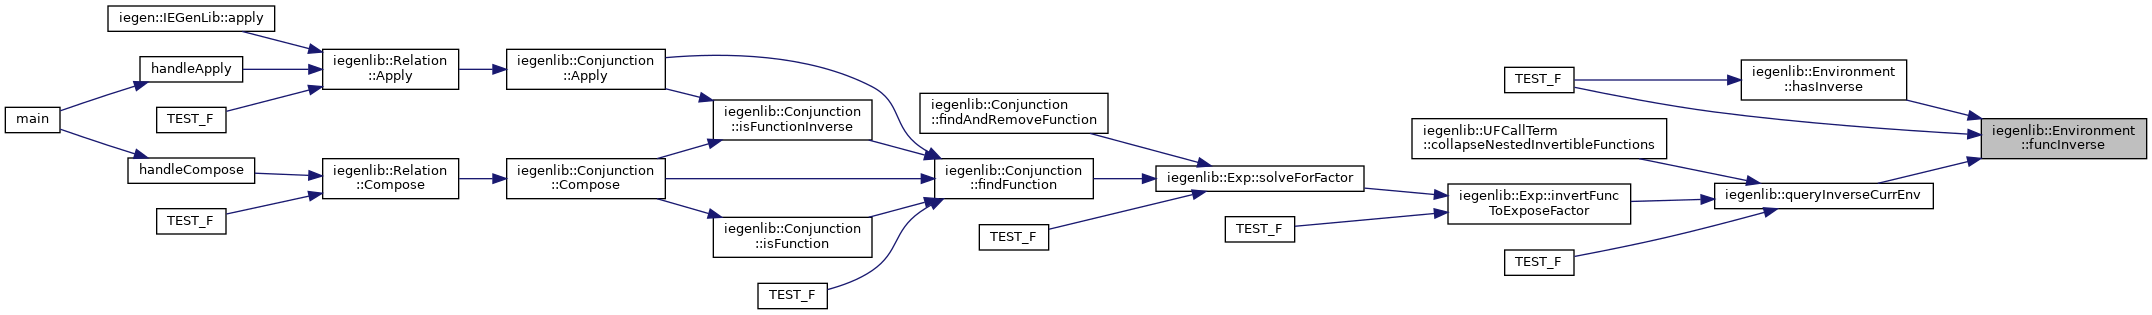 main
iegen::IEGenLib::apply
handleApply
TEST_F
handleCompose
TEST_F
iegenlib::Relation
::Apply
iegenlib::Relation
::Compose
iegenlib::Conjunction
::Apply
iegenlib::Conjunction
::Compose
iegenlib::Conjunction
::isFunctionInverse
iegenlib::Conjunction
::isFunction
TEST_F
iegenlib::Conjunction
::findAndRemoveFunction
iegenlib::Conjunction
::findFunction
TEST_F
iegenlib::Exp::solveForFactor
TEST_F
iegenlib::UFCallTerm
::collapseNestedInvertibleFunctions
iegenlib::Exp::invertFunc
ToExposeFactor
TEST_F
TEST_F
iegenlib::Environment
::hasInverse
iegenlib::queryInverseCurrEnv
iegenlib::Environment
::funcInverse